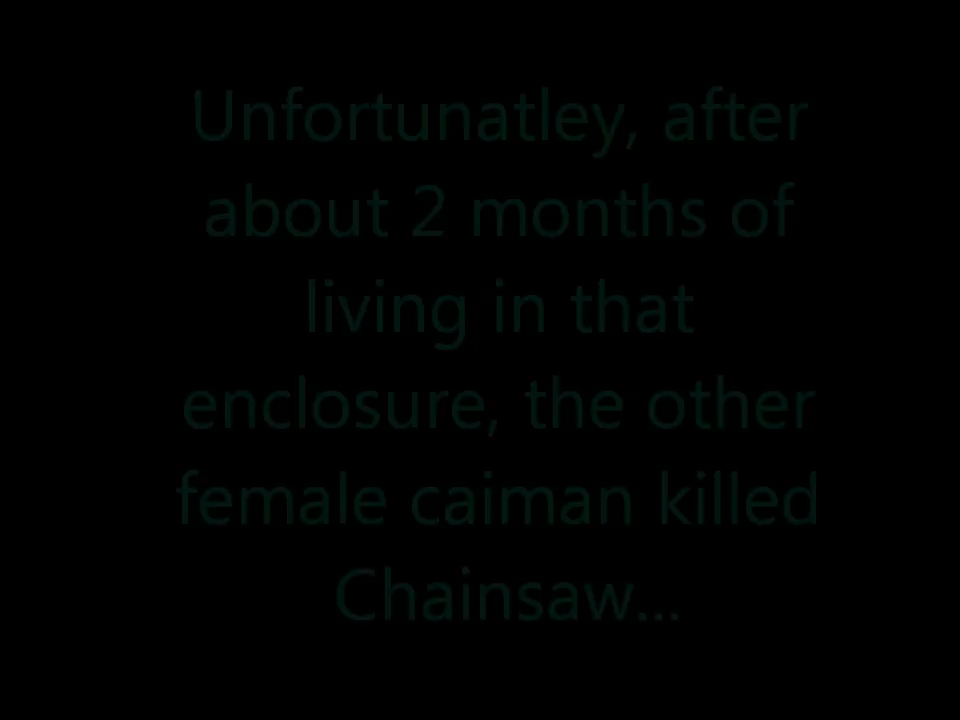 Unfortunatley, after
about 2 months of
living in that
enclosure, the other
female caiman killed
Chainsaw...